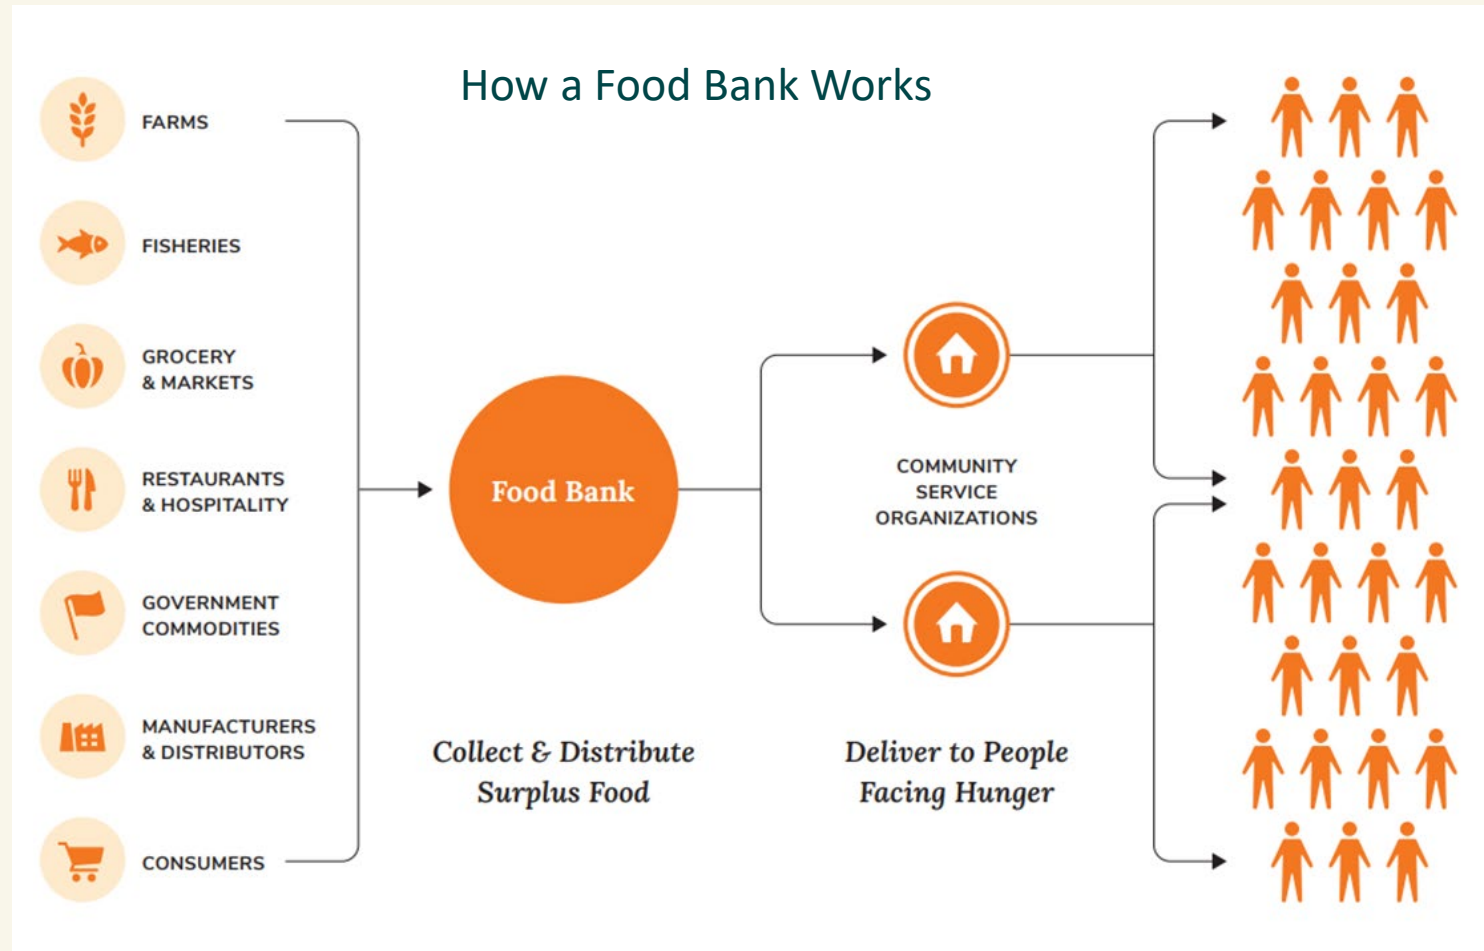 How a Food Bank Works
FARMS
FISHERIES
GROCERY
& MARKETS
RESTAURANTS
& HOSPITALITY
GOVERNMENT
COMMODITIES
MANUFACTURERS
& DISTRIBUTORS
CONSUMERS
Food Bank
Collect & Distribute
Surplus Food
COMMUNITY
SERVICE
ORGANIZATIONS
Deliver to People
Facing Hunger